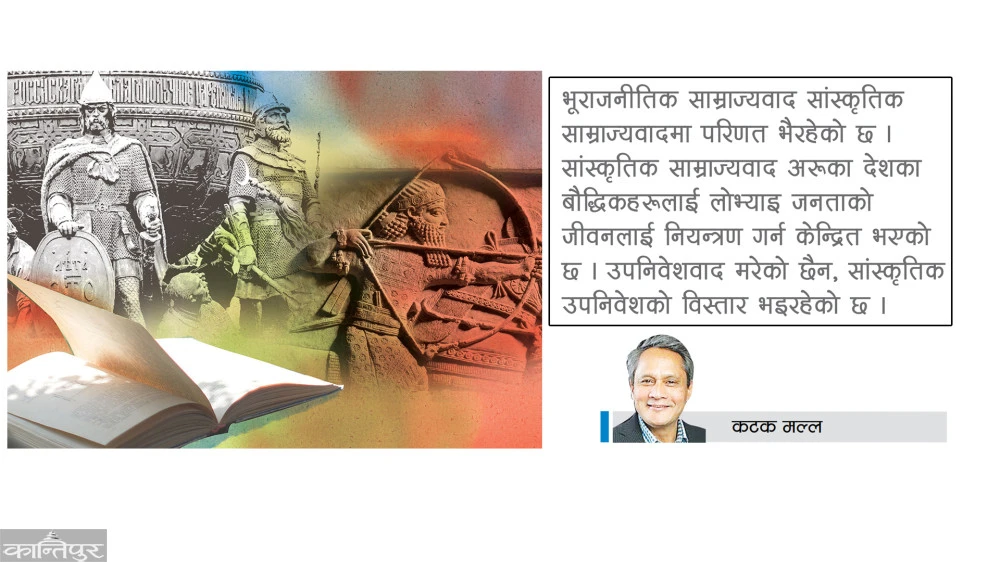 भूराजनीतिक साम्राज्यवाद सांस्कृतिक
साम्राज्यवादमा परिणत भैरहेको छ ।
सांस्कृतिक साम्राज्यवाद अरूका देशका
बौद्धिकहरूलाई लोभ्याइ जनताको
जीवनलाई नियन्त्रण गर्न केन्द्रित भएको
छ । उपनिवेशवाद मरेको छैन, सांस्कृतिक
उपनिवेशको विस्तार भइरहेको छ ।
कटक मल्ल
कान्तिपुर